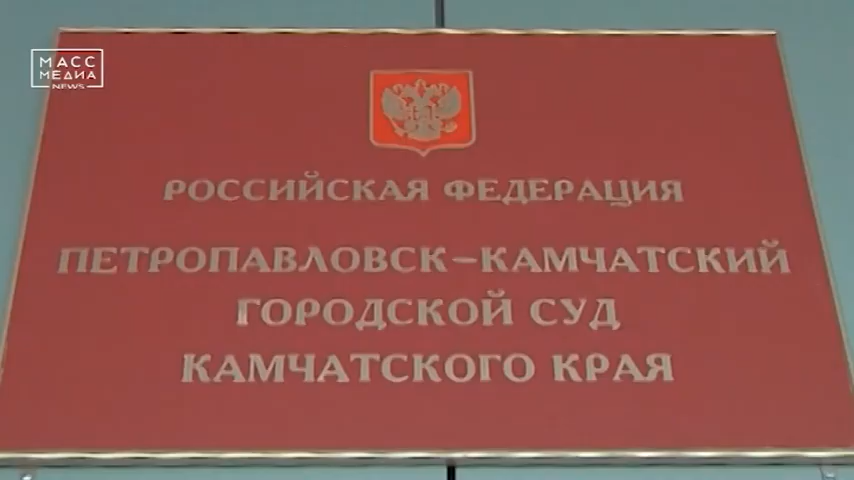 МАСС
МЕДИА
NEWS
РОССИЙСКАЯ ФЕДЕРАЦИЯ
ПЕТРОПАВЛОВСК-КАМЧАТСКИЙ
ГОРОДСКОЙ СУД
КАМЧАТСКОГО КРАЯ